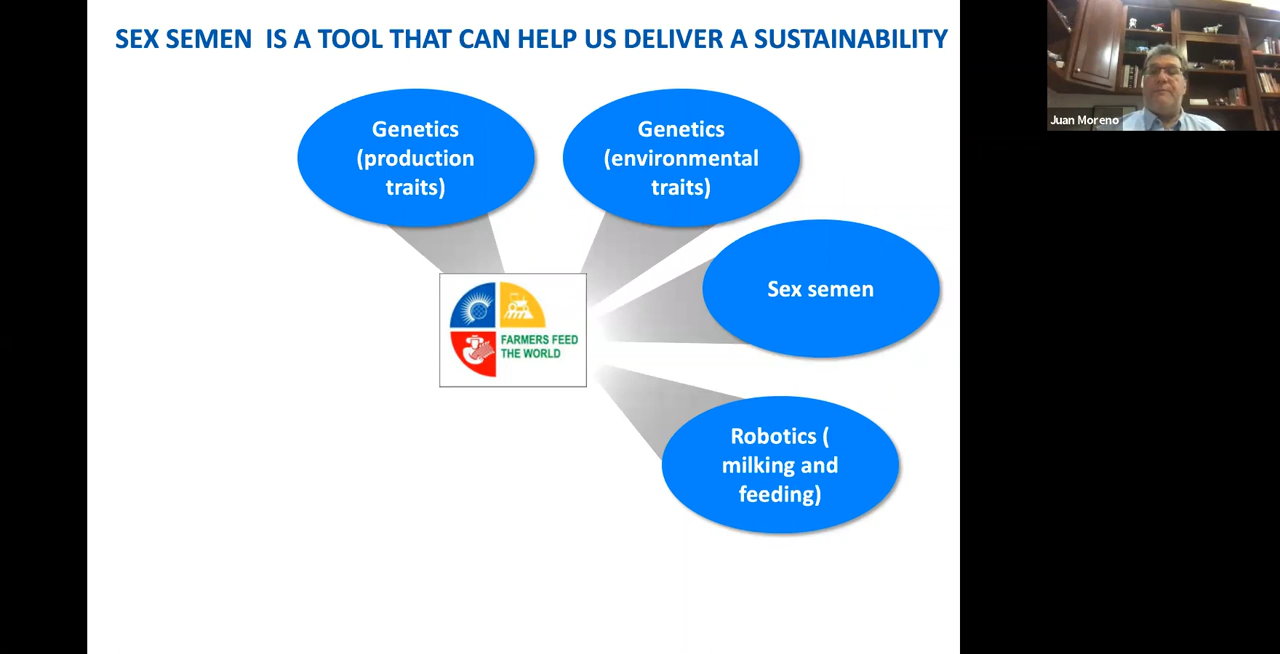 SEX SEMEN  IS A TOOL THAT CAN HELP US DELIVER A SUSTAINABILITY
Juan Moreno
Genetics
(production
traits)
Genetics
(environmental
traits)
Sex semen
FARMERS FEED
THE WORLD
Robotics (
milking and
feeding)